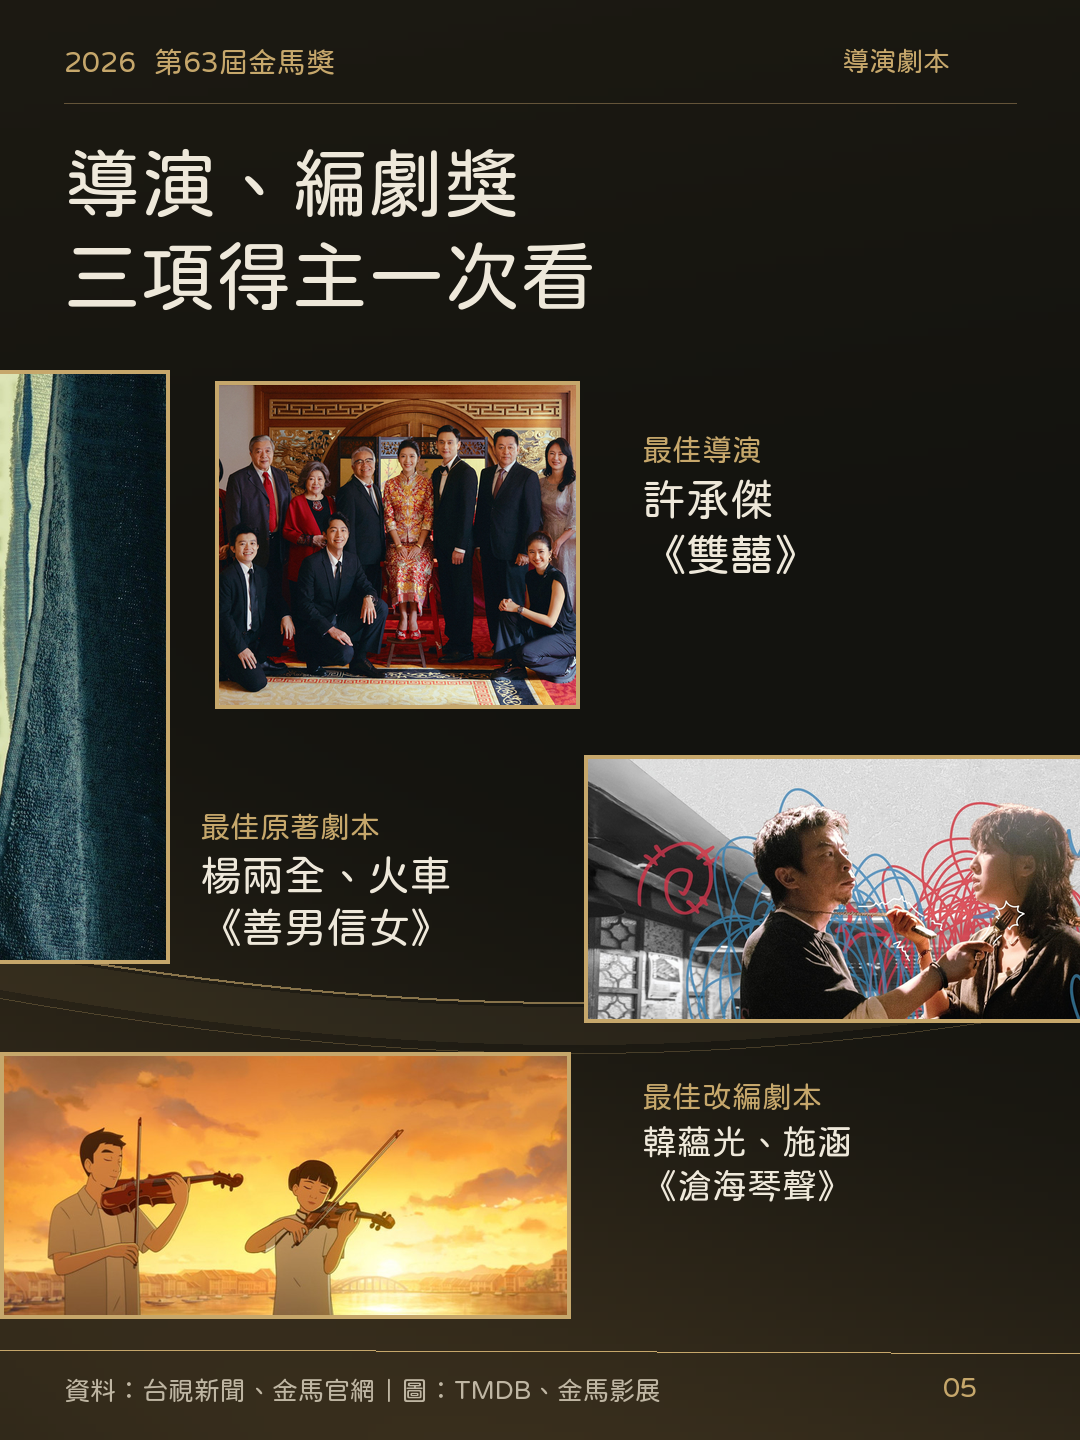 2026 第63屆金馬獎
導演劇本
導演、編劇獎
三項得主一次看
最佳導演
許承傑
《雙囍》
最佳原著劇本
楊兩全、火車
《善男信女》
最佳改編劇本
韓蘊光、施涵
《滄海琴聲》
資料：台視新聞、金馬官網｜圖：TMDB、金馬影展
05